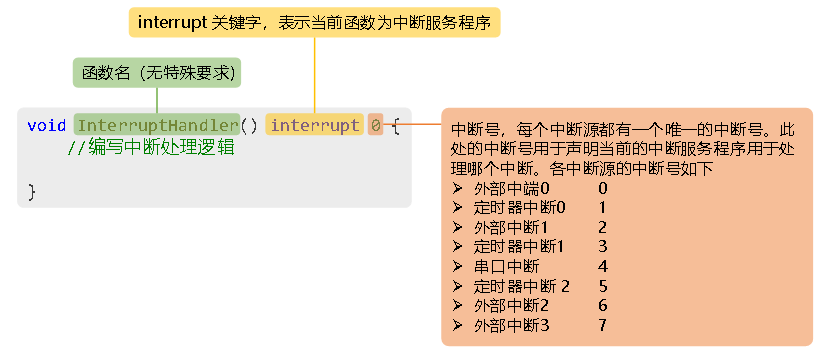 interrupt 关键字，表示当前函数为中断服务程序
函数名（无特殊要求）
void InterruptHandler() interrupt 0 {
//编写中断处理逻辑
}
中断号，每个中断源都有一个唯一的中断号。此
处的中断号用于声明当前的中断服务程序用于处
理哪个中断。各中断源的中断号如下
➢ 外部中端0 0
➢ 定时器中断0 1
➢ 外部中断1 2
➢ 定时器中断1 3
➢ 串口中断 4
➢ 定时器中断 2 5
➢ 外部中断2 6
➢ 外部中断3 7